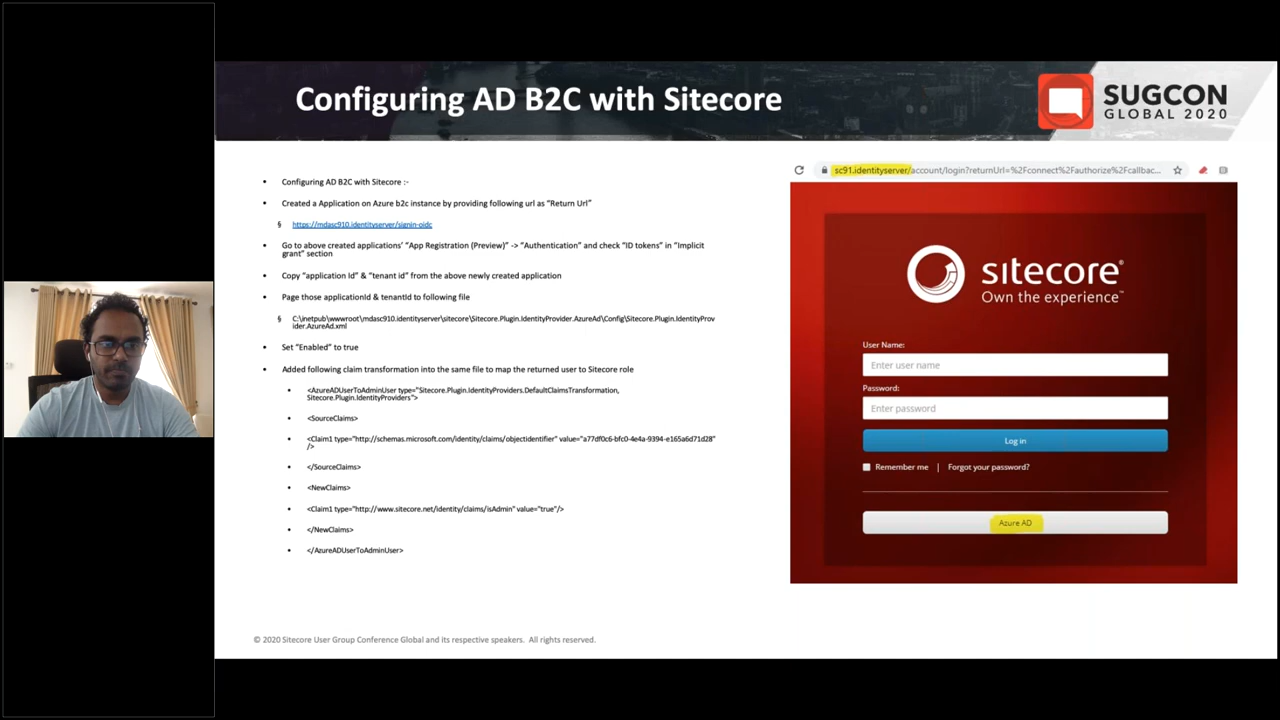 Configuring AD B2C with Sitecore
SUGCON
GLOBAL 2020
• Configuring AD B2C with Sitecore :-
• Created a Application on Azure b2c instance by providing following url as “Return Url”
§ https://mdasc910.identityserver/signin-oidc
• Go to above created applications’ “App Registration (Preview)” -> “Authentication” and check “ID tokens” in “Implicit
grant” section
• Copy “application Id” & “tenant id” from the above newly created application
• Page those applicationId & tenantId to following file
§ C:\inetpub\wwwroot\mdasc910.identityserver\sitecore\Sitecore.Plugin.IdentityProvider.AzureAd\Config\Sitecore.Plugin.IdentityProv
ider.AzureAd.xml
• Set “Enabled” to true
• Added following claim transformation into the same file to map the returned user to Sitecore role
• <AzureADUserToAdminUser type="Sitecore.Plugin.IdentityProviders.DefaultClaimsTransformation,
Sitecore.Plugin.IdentityProviders">
• <SourceClaims>
• <Claim1 type="http://schemas.microsoft.com/identity/claims/objectidentifier" value="a77df0c6-bfc0-4e4a-9394-e165a6d71d28"
/>
• </SourceClaims>
• <NewClaims>
• <Claim1 type="http://www.sitecore.net/identity/claims/isAdmin" value="true"/>
• </NewClaims>
• </AzureADUserToAdminUser>
sc91.identityserver/account/login?returnUrl=%2Fconnect%2Fauthorize%2Fcallbac...
sitecore®
Own the experience™
User Name:
Enter user name
Password:
Enter password
Log in
Remember me | Forgot your password?
Azure AD
© 2020 Sitecore User Group Conference Global and its respective speakers. All rights reserved.